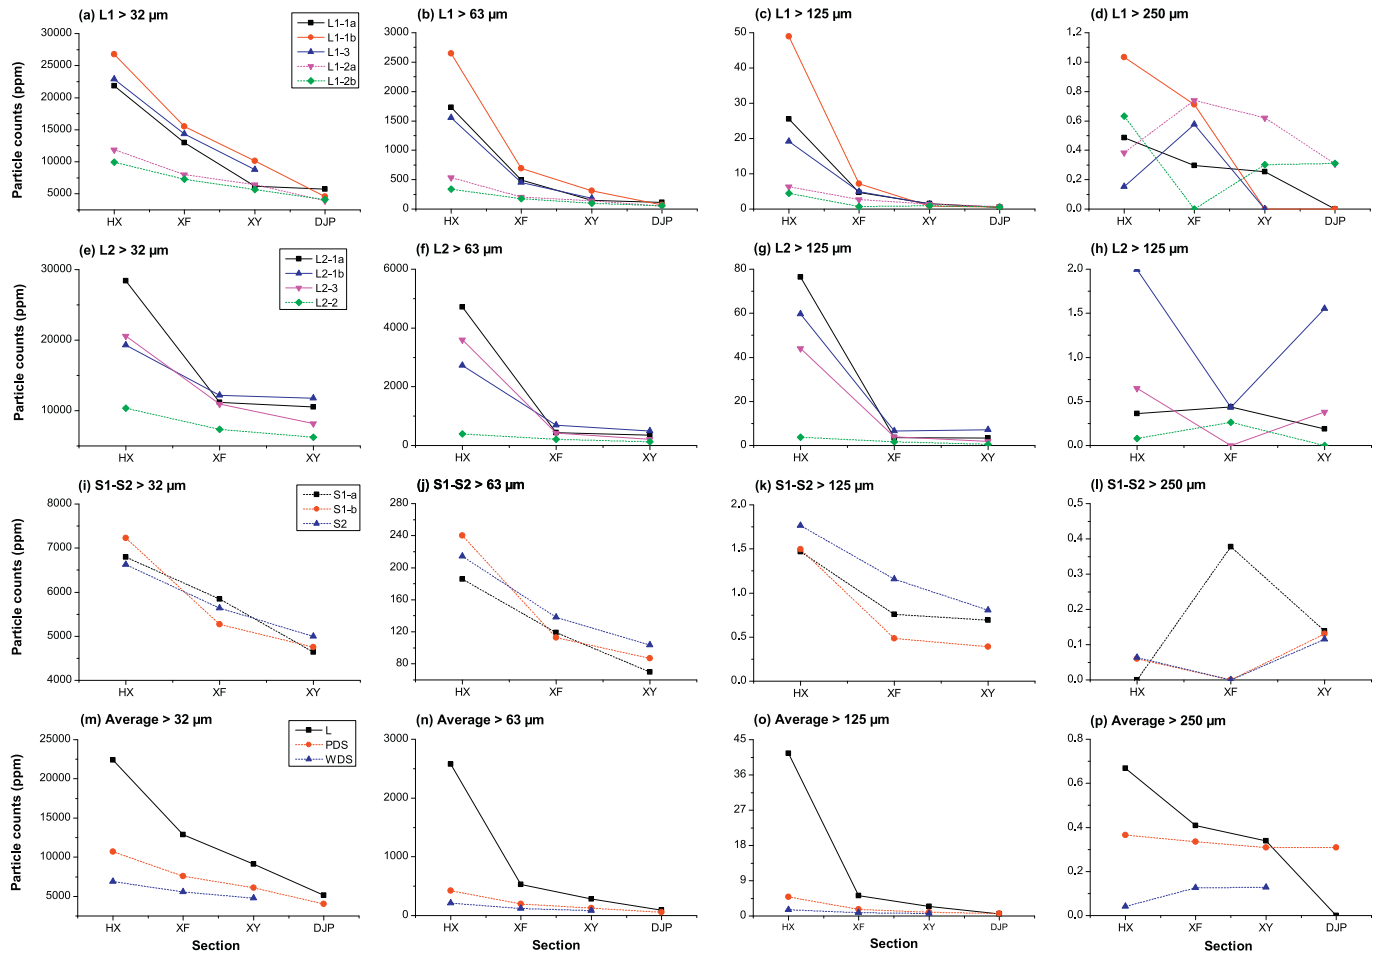 (a) L1 > 32 µm
(b) L1 > 63 µm
(c) L1 > 125 µm
(d) L1 > 250 µm
Particle counts (ppm)
30000
25000
20000
15000
10000
5000
L1-1a
L1-1b
L1-3
L1-2a
L1-2b
HX XF XY DJP
3000
2500
2000
1500
1000
500
0
HX XF XY DJP
50
40
30
20
10
0
HX XF XY DJP
1.2
1.0
0.8
0.6
0.4
0.2
0.0
HX XF XY DJP
(e) L2 > 32 µm
(f) L2 > 63 µm
(g) L2 > 125 µm
(h) L2 > 125 µm
Particle counts (ppm)
30000
20000
10000
L2-1a
L2-1b
L2-3
L2-2
HX XF XY
6000
4000
2000
0
HX XF XY
80
60
40
20
0
HX XF XY
2.0
1.5
1.0
0.5
0.0
HX XF XY
(i) S1-S2 > 32 µm
(j) S1-S2 > 63 µm
(k) S1-S2 > 125 µm
(l) S1-S2 > 250 µm
Particle counts (ppm)
8000
7000
6000
5000
4000
S1-a
S1-b
S2
HX XF XY
280
240
200
160
120
80
HX XF XY
2.0
1.5
1.0
0.5
0.0
HX XF XY
0.5
0.4
0.3
0.2
0.1
0.0
HX XF XY
(m) Average > 32 µm
(n) Average > 63 µm
(o) Average > 125 µm
(p) Average > 250 µm
Particle counts (ppm)
25000
20000
15000
10000
5000
L
PDS
WDS
HX XF XY DJP
Section
3000
2000
1000
0
HX XF XY DJP
Section
45
36
27
18
9
0
HX XF XY DJP
Section
0.8
0.6
0.4
0.2
0.0
HX XF XY DJP
Section